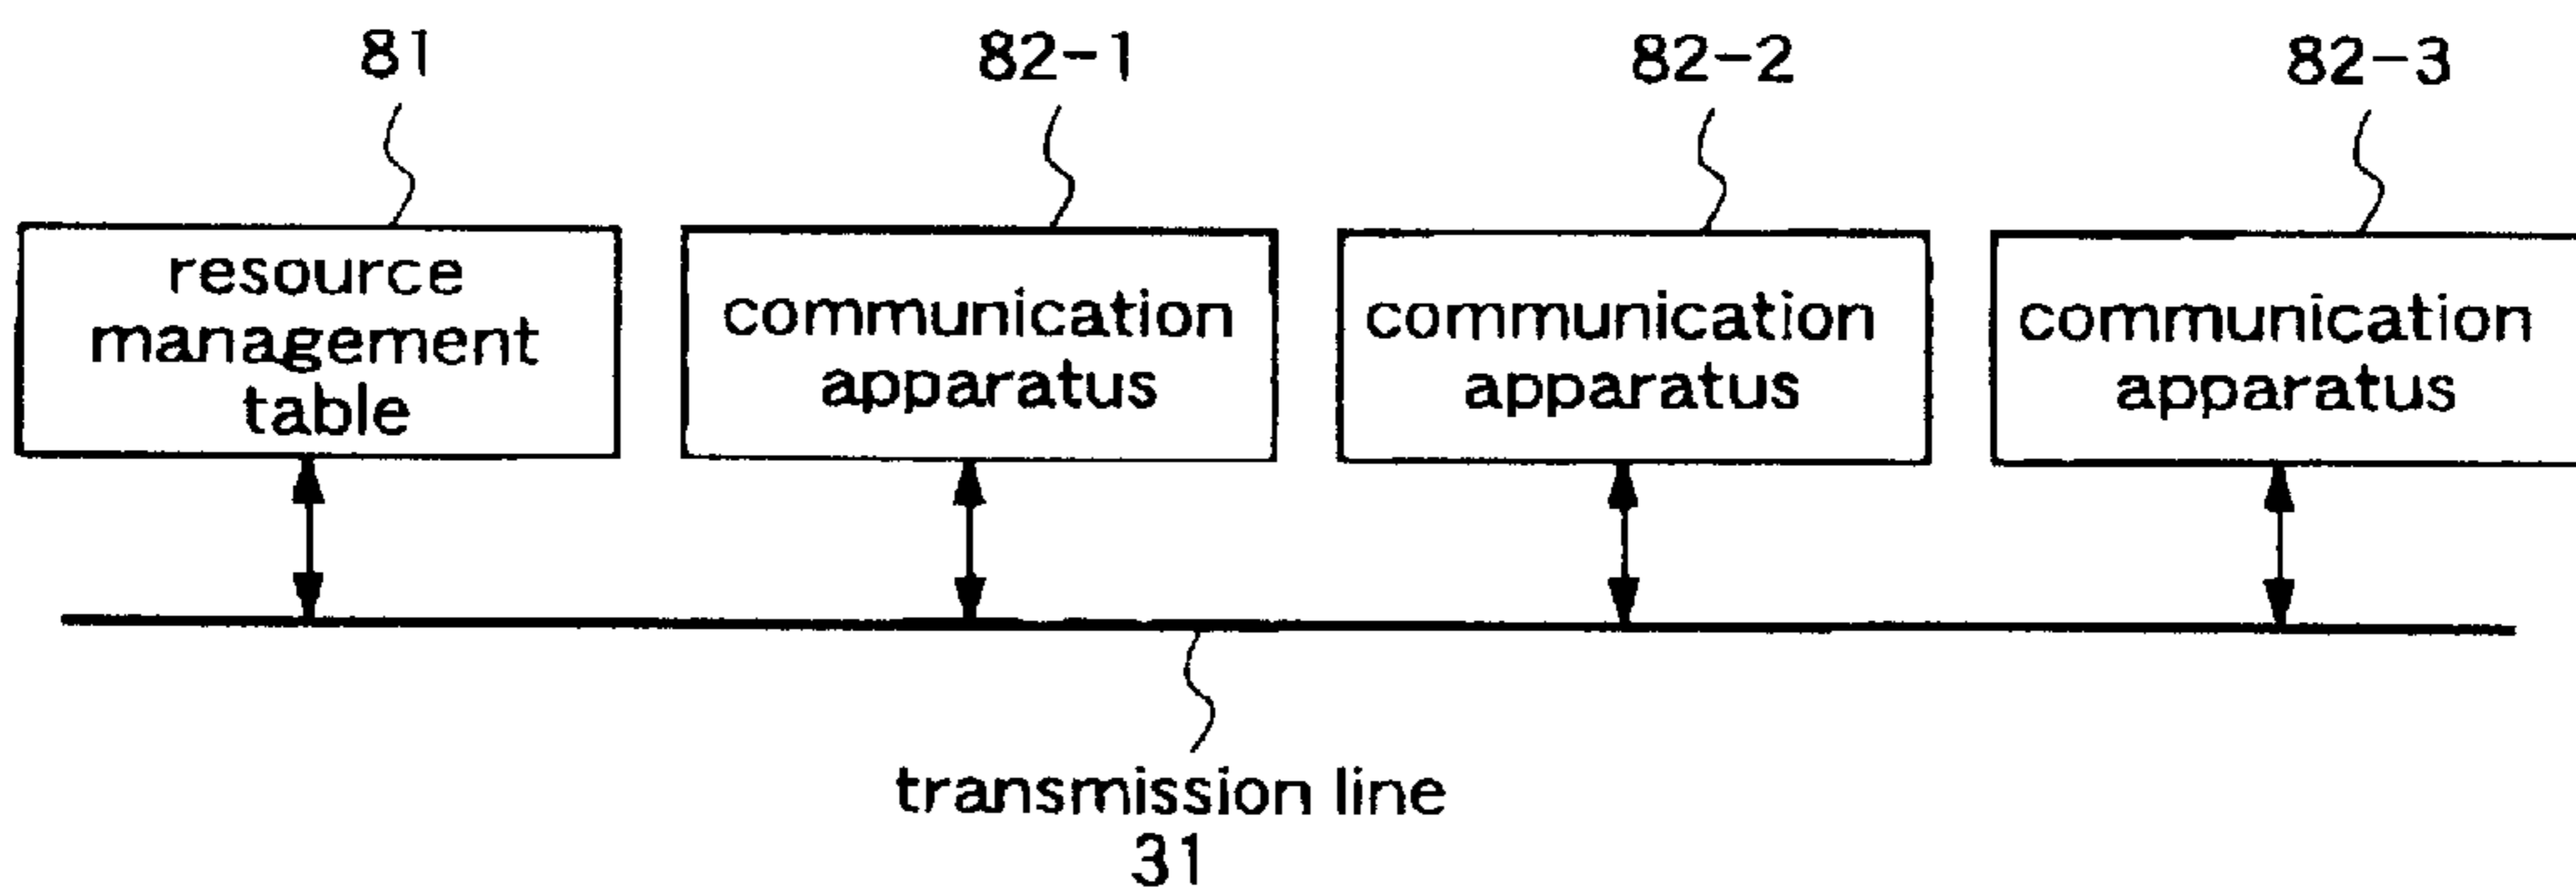 81
82-1
82-2
82-3
resource
management
table
communication
apparatus
communication
apparatus
communication
apparatus
transmission line
31